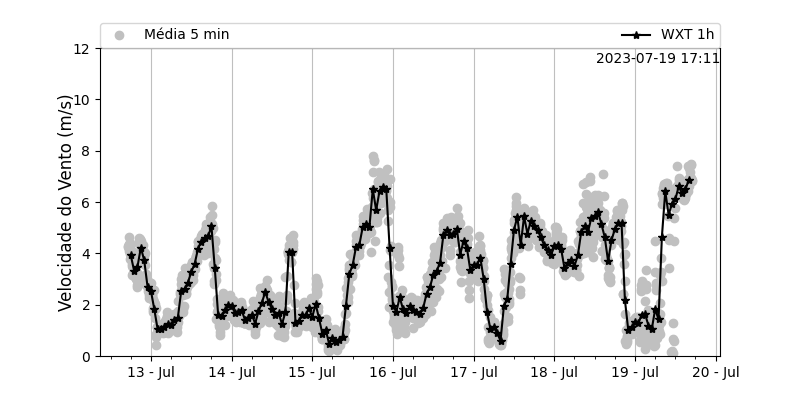 Média 5 min
WXT 1h
2023-07-19 17:11
Velocidade do Vento (m/s)
12
10
8
6
4
2
0
13 - Jul 14 - Jul 15 - Jul 16 - Jul 17 - Jul 18 - Jul 19 - Jul 20 - Jul